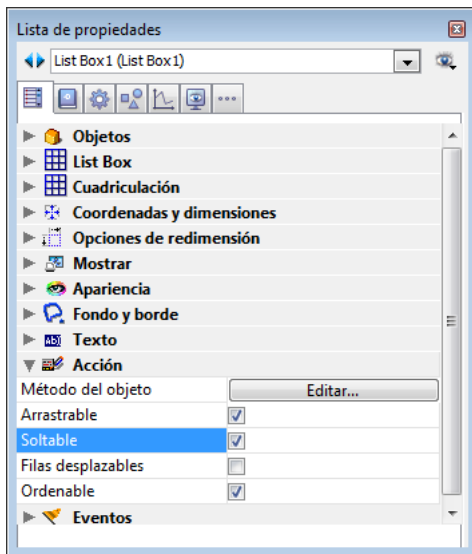 Lista de propiedades
List Box1 (List Box1)
Objetos
List Box
Cuadriculación
Coordenadas y dimensiones
Opciones de redimensión
Mostrar
Apariencia
Fondo y borde
Texto
Acción
Método del objeto Editar...
Arrastrable
Soltable
Filas desplazables
Ordenable
Eventos